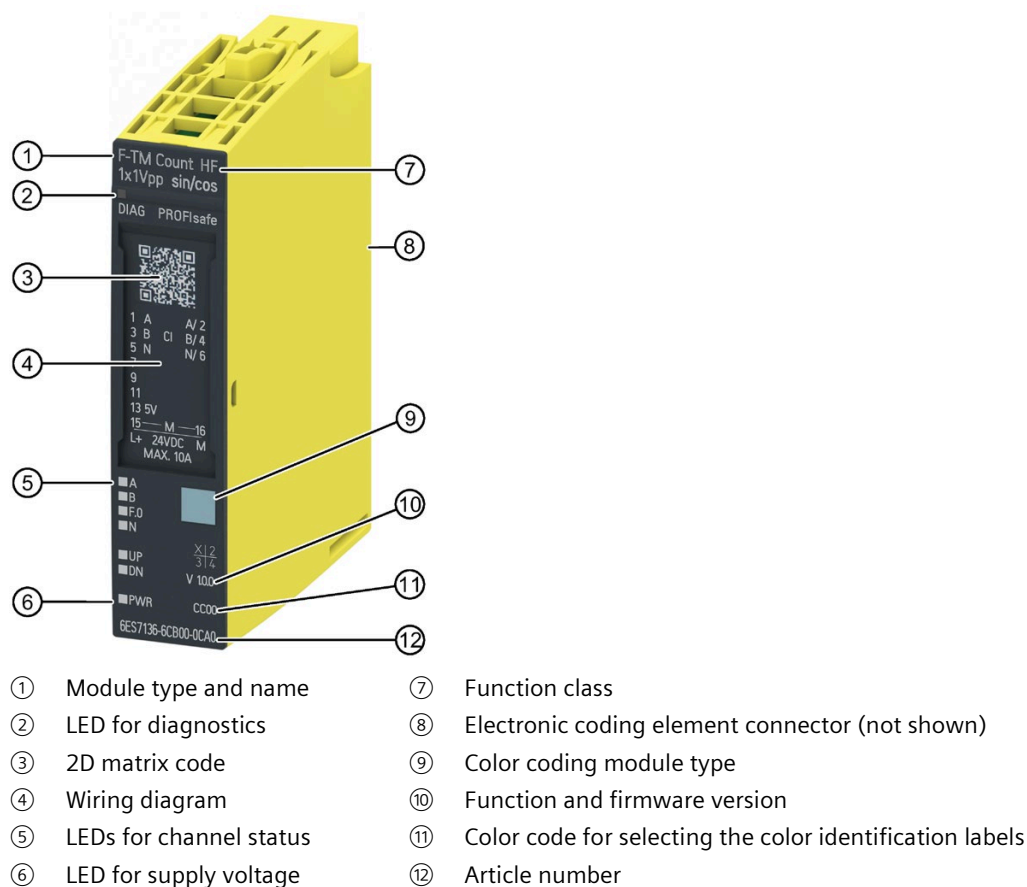 F-TM Count HF
1x1Vpp sin/cos
DIAG PROFIsafe
1 A A/ 2
3 B CI B/ 4
5 N N/ 6
7
9
11
13 5V
15 M 16
L+ 24VDC M
MAX. 10A
A
B
F.0
N
UP
DN
PWR
X 2
3 4
V 1.0.0
CC00
6ES7136-6CB00-0CA0
① ② ③ ④ ⑤ ⑥
⑦ ⑧ ⑨ ⑩ ⑪ ⑫
① Module type and name
② LED for diagnostics
③ 2D matrix code
④ Wiring diagram
⑤ LEDs for channel status
⑥ LED for supply voltage
⑦ Function class
⑧ Electronic coding element connector (not shown)
⑨ Color coding module type
⑩ Function and firmware version
⑪ Color code for selecting the color identification labels
⑫ Article number